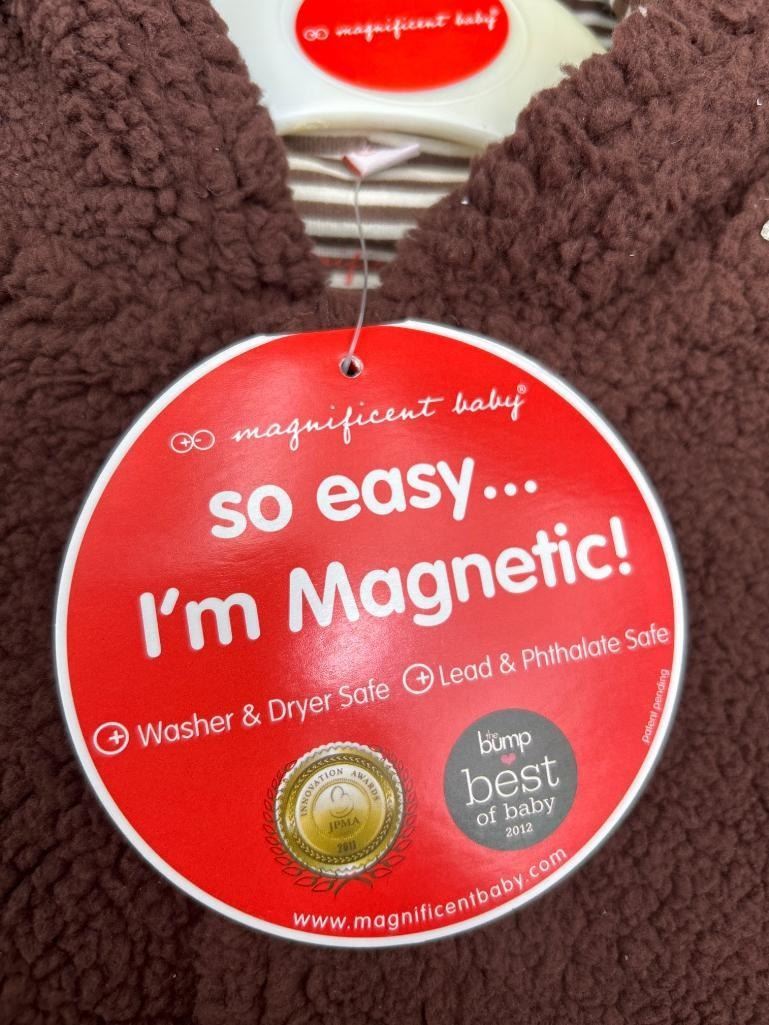 magnificent baby
magnificent baby®
so easy...
I'm Magnetic!
Washer & Dryer Safe
Lead & Phthalate Safe
patent pending
INNOVATION AWARDS
JPMA
2011
the bump
best
of baby
2012
www.magnificentbaby.com